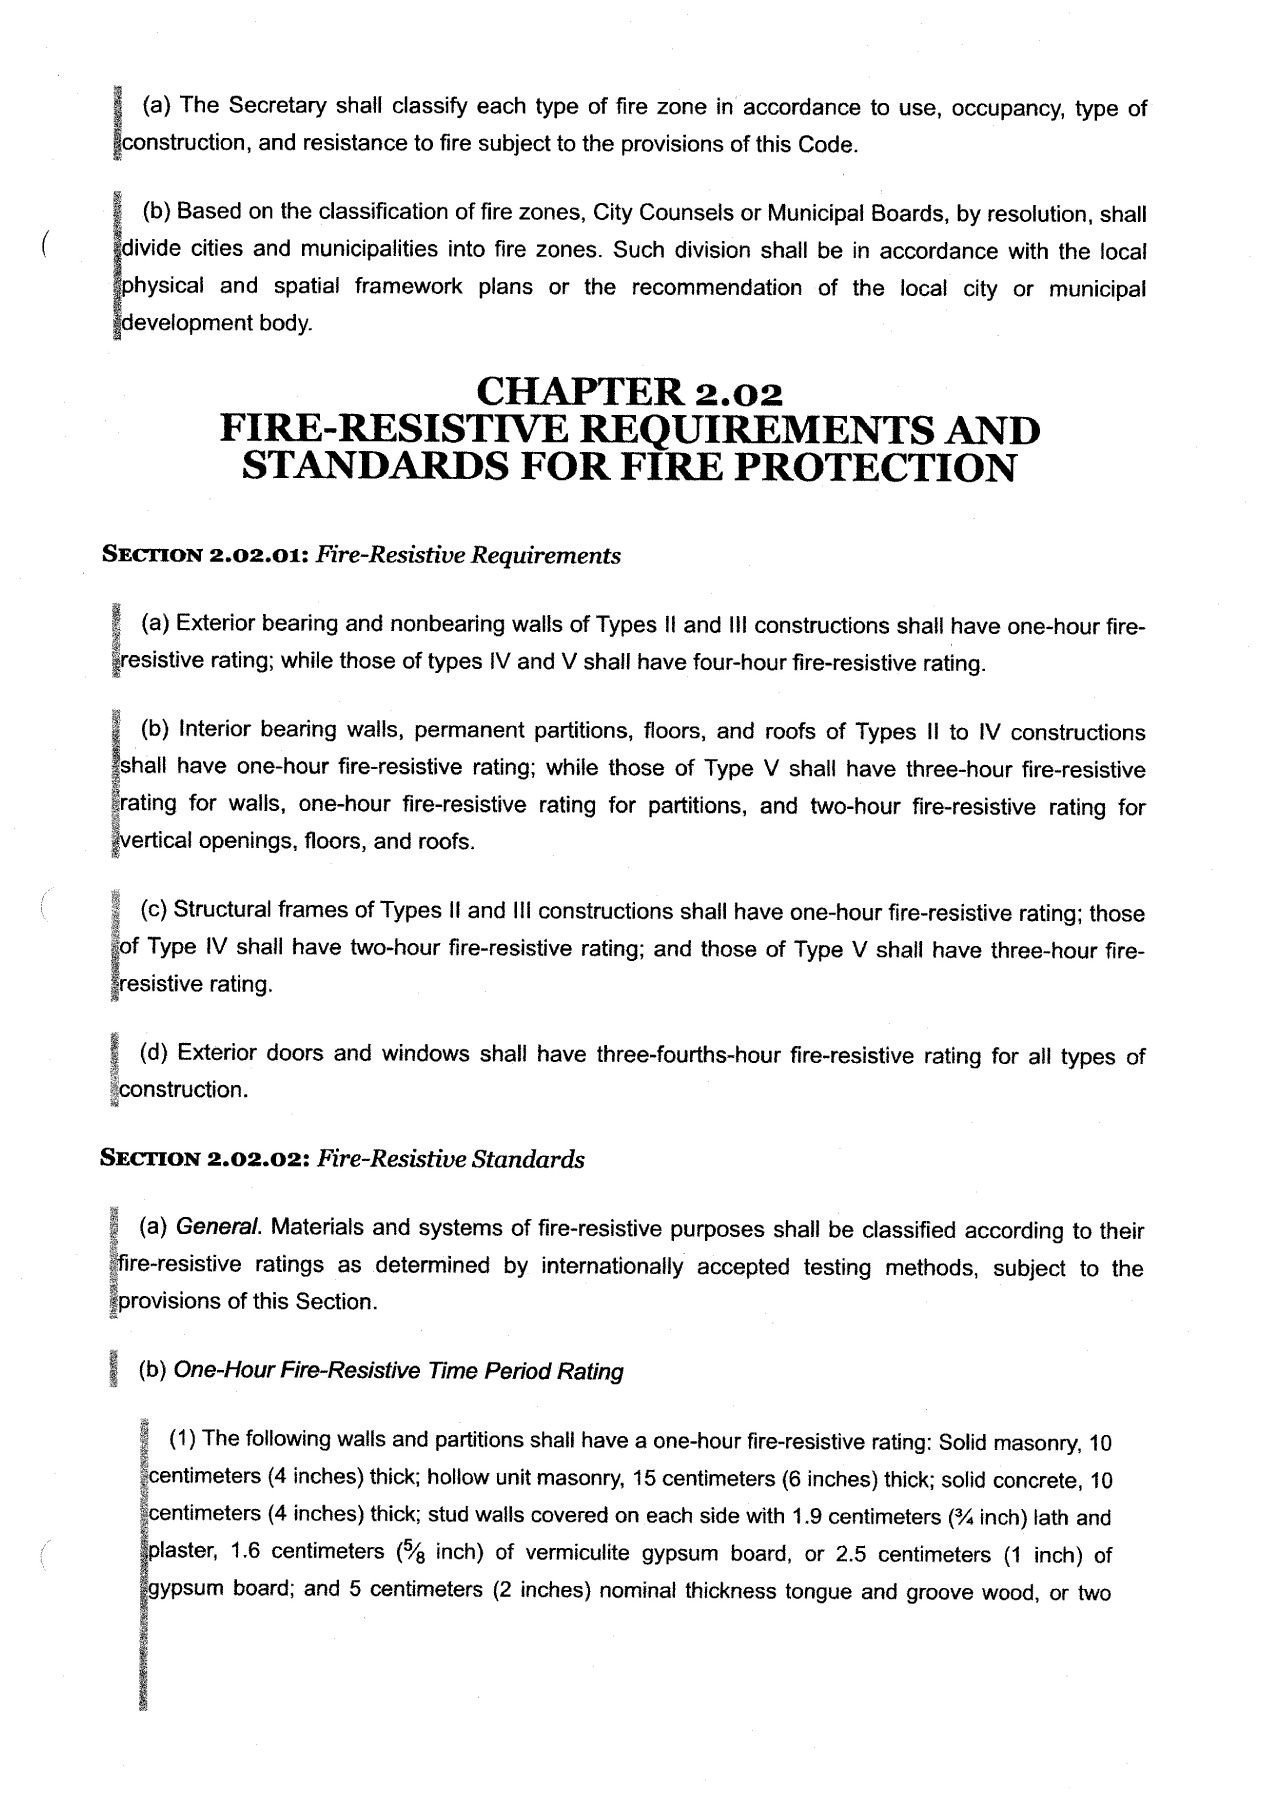 (a) The Secretary shall classify each type of fire zone in accordance to use, occupancy, type of
construction, and resistance to fire subject to the provisions of this Code.
(b) Based on the classification of fire zones, City Counsels or Municipal Boards, by resolution, shall
divide cities and municipalities into fire zones. Such division shall be in accordance with the local
physical and spatial framework plans or the recommendation of the local city or municipal
development body.
CHAPTER 2.02
FIRE-RESISTIVE REQUIREMENTS AND
STANDARDS FOR FIRE PROTECTION
SECTION 2.02.01: Fire-Resistive Requirements
(a) Exterior bearing and nonbearing walls of Types II and III constructions shall have one-hour fire-
resistive rating; while those of types IV and V shall have four-hour fire-resistive rating.
(b) Interior bearing walls, permanent partitions, floors, and roofs of Types II to IV constructions
shall have one-hour fire-resistive rating; while those of Type V shall have three-hour fire-resistive
rating for walls, one-hour fire-resistive rating for partitions, and two-hour fire-resistive rating for
vertical openings, floors, and roofs.
(c) Structural frames of Types II and III constructions shall have one-hour fire-resistive rating; those
of Type IV shall have two-hour fire-resistive rating; and those of Type V shall have three-hour fire-
resistive rating.
(d) Exterior doors and windows shall have three-fourths-hour fire-resistive rating for all types of
construction.
SECTION 2.02.02: Fire-Resistive Standards
(a) General. Materials and systems of fire-resistive purposes shall be classified according to their
fire-resistive ratings as determined by internationally accepted testing methods, subject to the
provisions of this Section.
(b) One-Hour Fire-Resistive Time Period Rating
(1) The following walls and partitions shall have a one-hour fire-resistive rating: Solid masonry, 10
centimeters (4 inches) thick; hollow unit masonry, 15 centimeters (6 inches) thick; solid concrete, 10
centimeters (4 inches) thick; stud walls covered on each side with 1.9 centimeters (¾ inch) lath and
plaster, 1.6 centimeters (⅝ inch) of vermiculite gypsum board, or 2.5 centimeters (1 inch) of
gypsum board; and 5 centimeters (2 inches) nominal thickness tongue and groove wood, or two